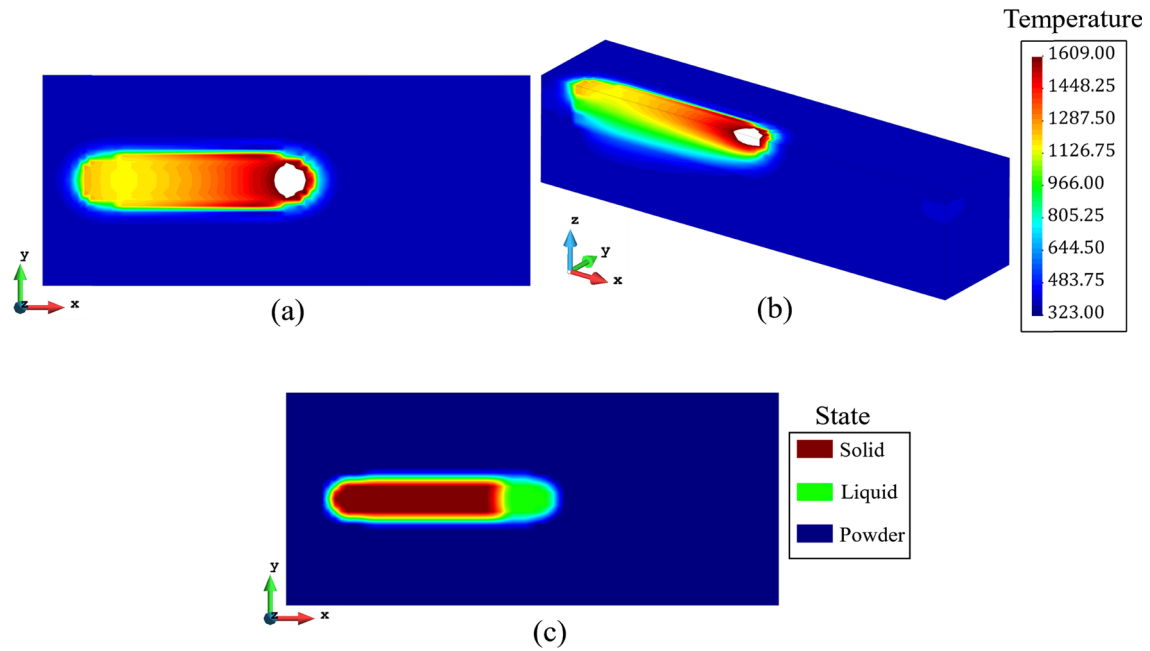 Temperature
1609.00
1448.25
1287.50
1126.75
966.00
805.25
644.50
483.75
323.00
y
z
x
(a)
z
y
x
(b)
State
Solid
Liquid
Powder
y
z
x
(c)